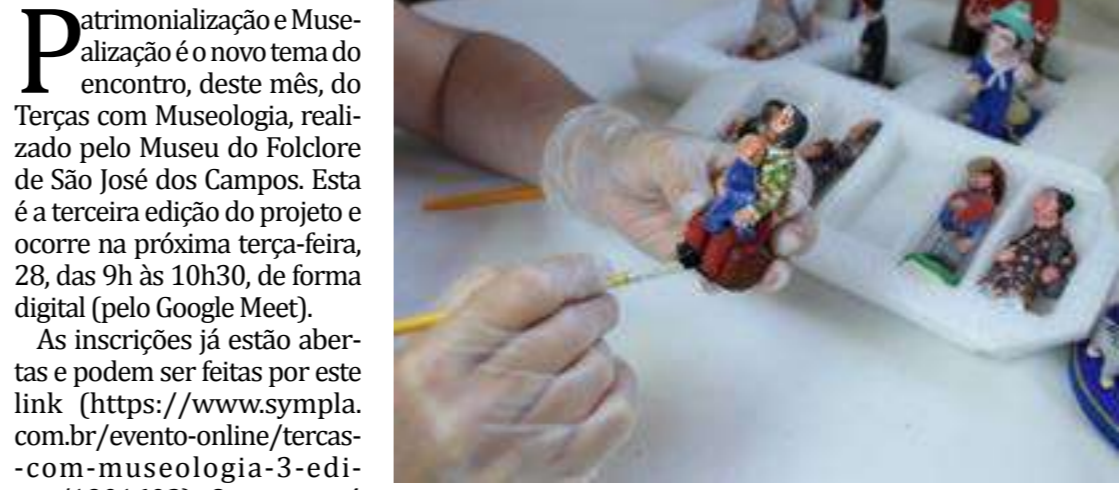 Patrimonialização e Muse-
alização é o novo tema do
encontro, deste mês, do
Terças com Museologia, reali-
zado pelo Museu do Folclore
de São José dos Campos. Esta
é a terceira edição do projeto e
ocorre na próxima terça-feira,
28, das 9h às 10h30, de forma
digital (pelo Google Meet).
As inscrições já estão aber-
tas e podem ser feitas por este
link (https://www.sympla.
com.br/evento-online/tercas-
-com-museologia-3-edi-